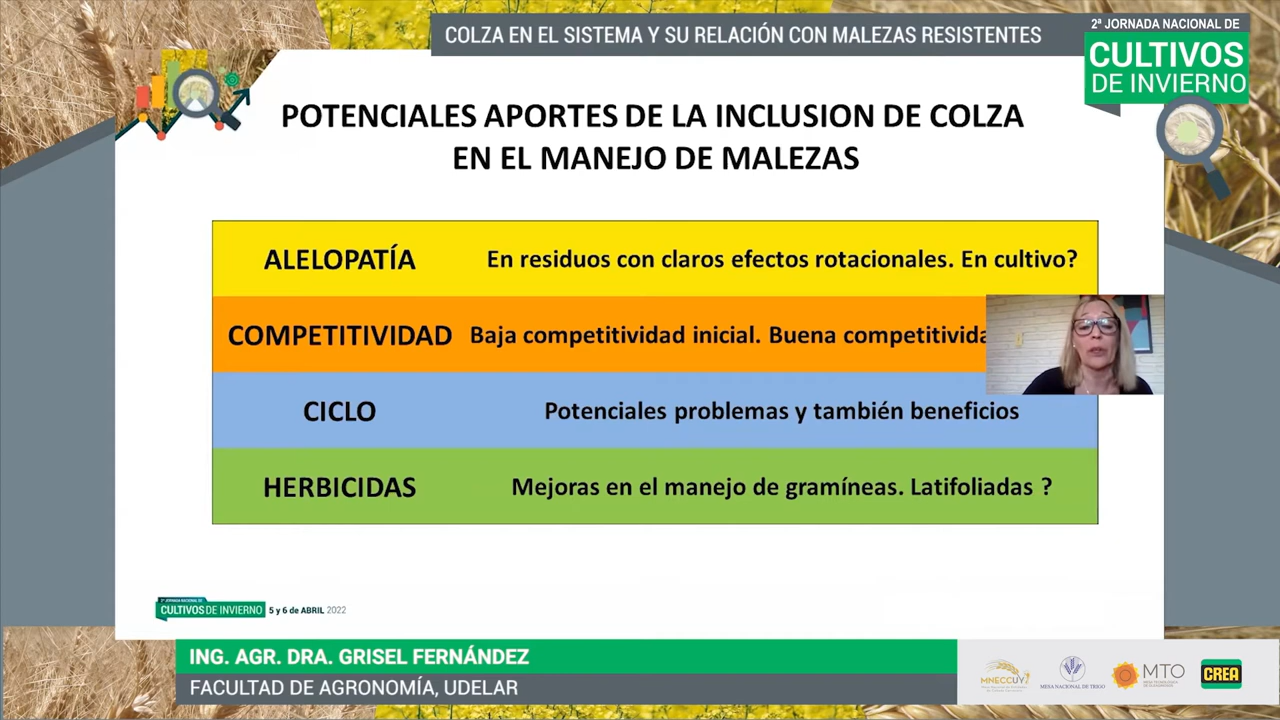 COLZA EN EL SISTEMA Y SU RELACIÓN CON MALEZAS RESISTENTES
2ª JORNADA NACIONAL DE
CULTIVOS
DE INVIERNO
POTENCIALES APORTES DE LA INCLUSION DE COLZA
EN EL MANEJO DE MALEZAS
ALELOPATÍA En residuos con claros efectos rotacionales. En cultivo?
COMPETITIVIDAD Baja competitividad inicial. Buena
CICLO Potenciales problemas y también beneficios
HERBICIDAS Mejoras en el manejo de gramíneas. Latifoliadas ?
CULTIVOS DE INVIERNO 5 y 6 de ABRIL 2022
ING. AGR. DRA. GRISEL FERNÁNDEZ
FACULTAD DE AGRONOMÍA, UDELAR
MNECCUY
MESA NACIONAL DE TRIGO
MTO
CREA